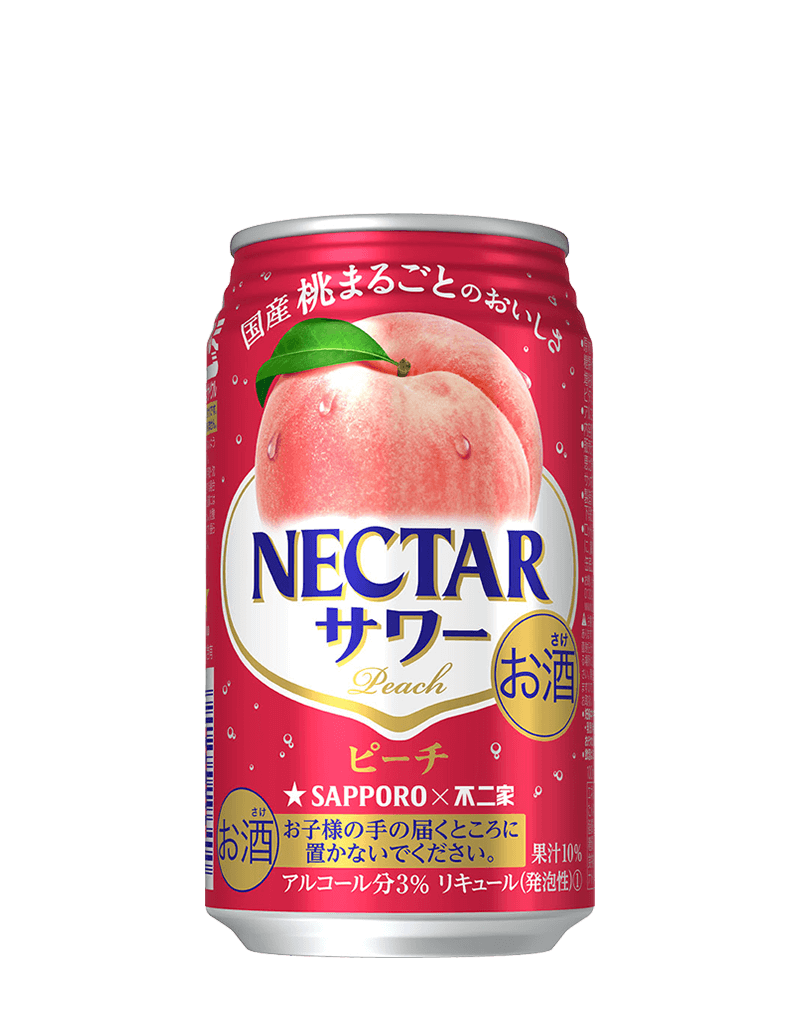 国産 桃まるごとのおいしさ
NECTAR
サワー
Peach
さけ
お酒
ピーチ
★SAPPORO×不二家
さけ
お酒
お子様の手の届くところに
置かないでください。
果汁10%
アルコール分3% リキュール(発泡性)①